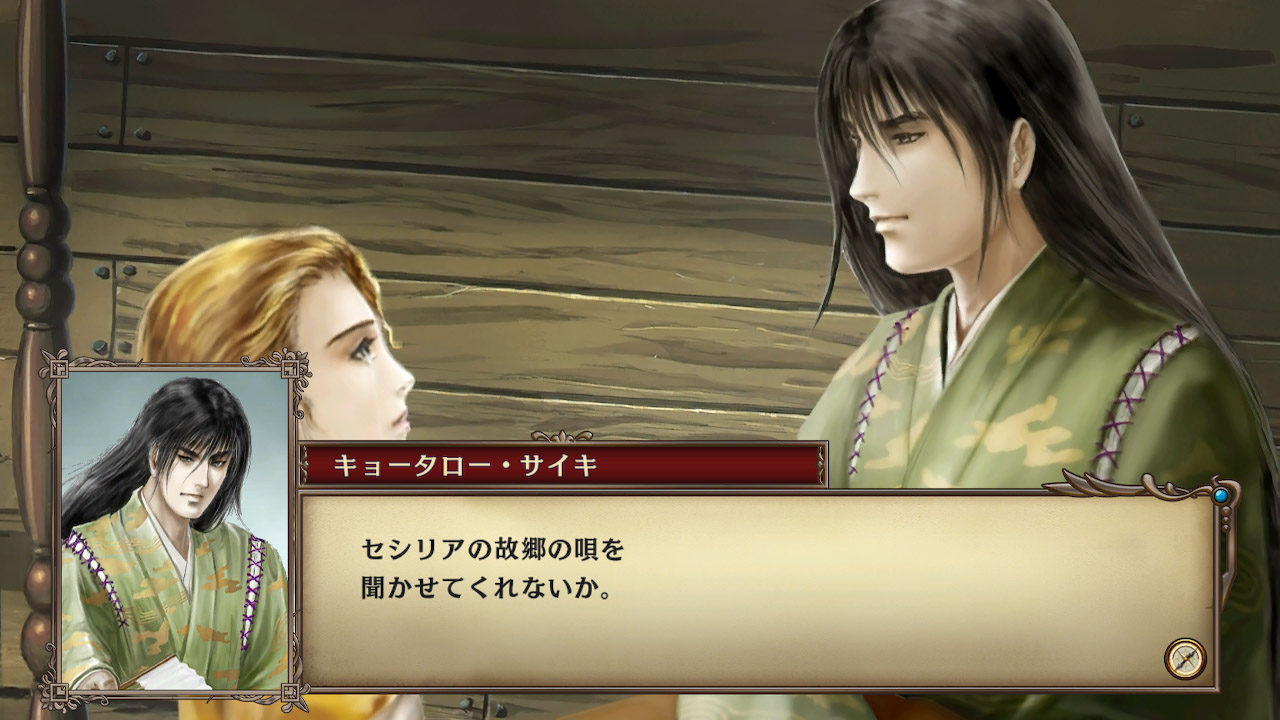 キョータロー・サイキ
セシリアの故郷の唄を
聞かせてくれないか。